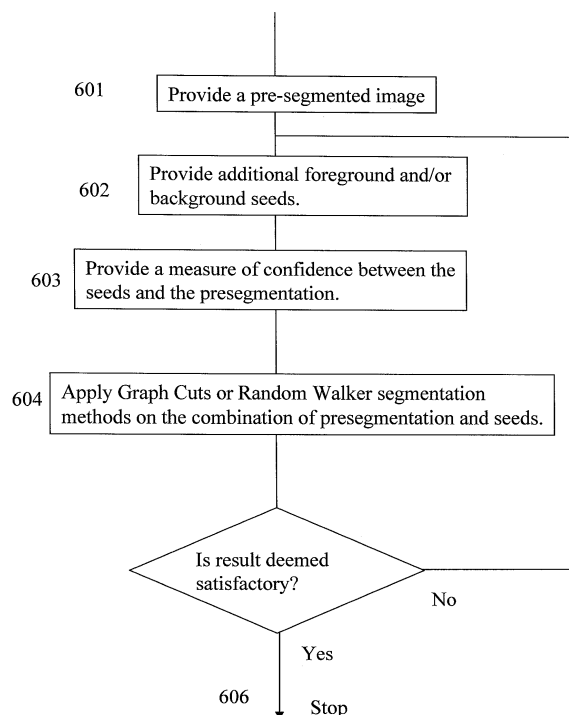 601
Provide a pre-segmented image
602
Provide additional foreground and/or
background seeds.
603
Provide a measure of confidence between the
seeds and the presegmentation.
604
Apply Graph Cuts or Random Walker segmentation
methods on the combination of presegmentation and seeds.
Is result deemed
satisfactory?
No
Yes
606
Stop